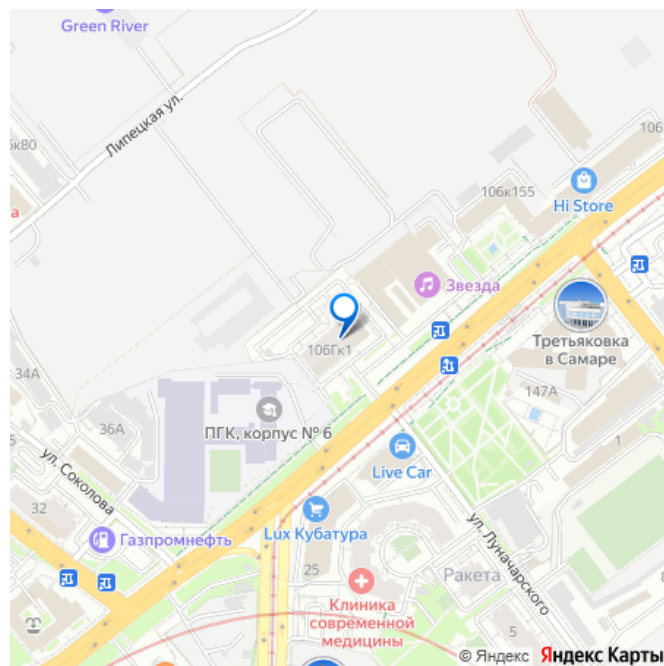 Green River
Липецкая ул.
к80
106
106к155
Hi Store
а
Звезда
106Гк1
Третьяковка
в Самаре
34А
36А
ПГК, корпус № 6
147А
1
ул. Соколова
Live Car
32
Газпромнефть
Lux Кубатура
ул. Луначарского
25
Ракета
Клиника
современной
медицины
5
© Яндекс Яндекс Карты